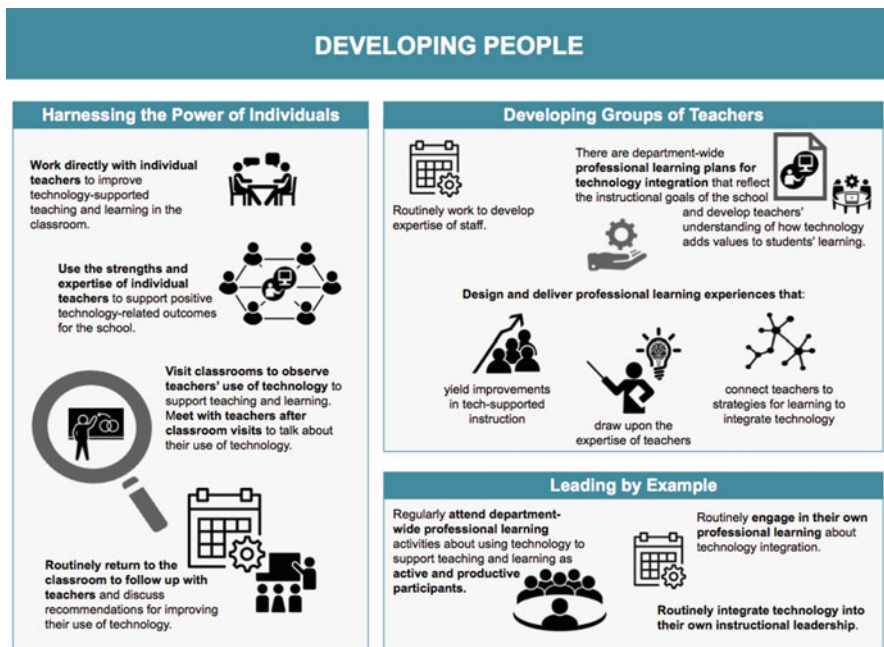 DEVELOPING PEOPLE
Harnessing the Power of Individuals
Work directly with individual
teachers to improve
technology-supported
teaching and learning in the
classroom.
Use the strengths and
expertise of individual
teachers to support positive
technology-related outcomes
for the school.
Visit classrooms to observe
teachers' use of technology to
support teaching and learning.
Meet with teachers after
classroom visits to talk about
their use of technology.
Routinely return to the
classroom to follow up with
teachers and discuss
recommendations for improving
their use of technology.
Developing Groups of Teachers
Routinely work to develop
expertise of staff.
There are department-wide
professional learning plans for
technology integration that reflect
the instructional goals of the school
and develop teachers'
understanding of how technology
adds values to students' learning.
Design and deliver professional learning experiences that:
yield improvements
in tech-supported
instruction
draw upon the
expertise of teachers
connect teachers to
strategies for learning to
integrate technology
Leading by Example
Regularly attend department-
wide professional learning
activities about using technology to
support teaching and learning as
active and productive
participants.
Routinely engage in their own
professional learning about
technology integration.
Routinely integrate technology into
their own instructional leadership.